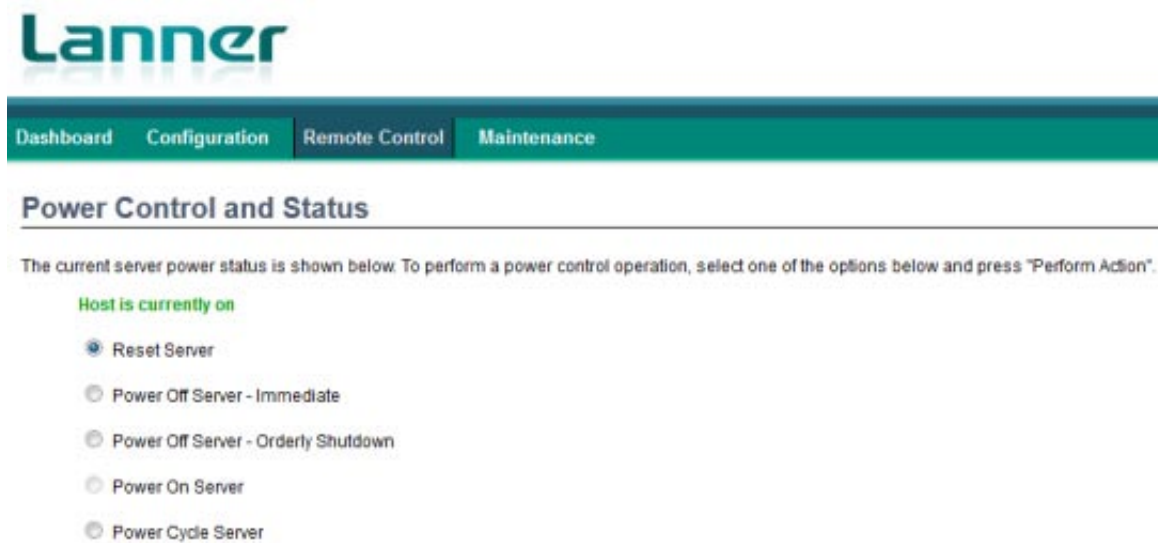 Lanner
Dashboard Configuration Remote Control Maintenance
Power Control and Status
The current server power status is shown below. To perform a power control operation, select one of the options below and press "Perform Action".
Host is currently on
Reset Server
Power Off Server - Immediate
Power Off Server - Orderly Shutdown
Power On Server
Power Cycle Server